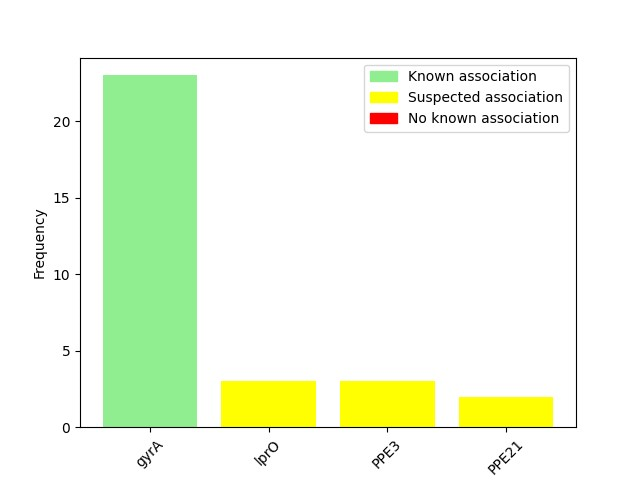 Known association
Suspected association
No known association
Frequency
20
15
10
5
0
gyrA
lprO
PPE3
PPE21